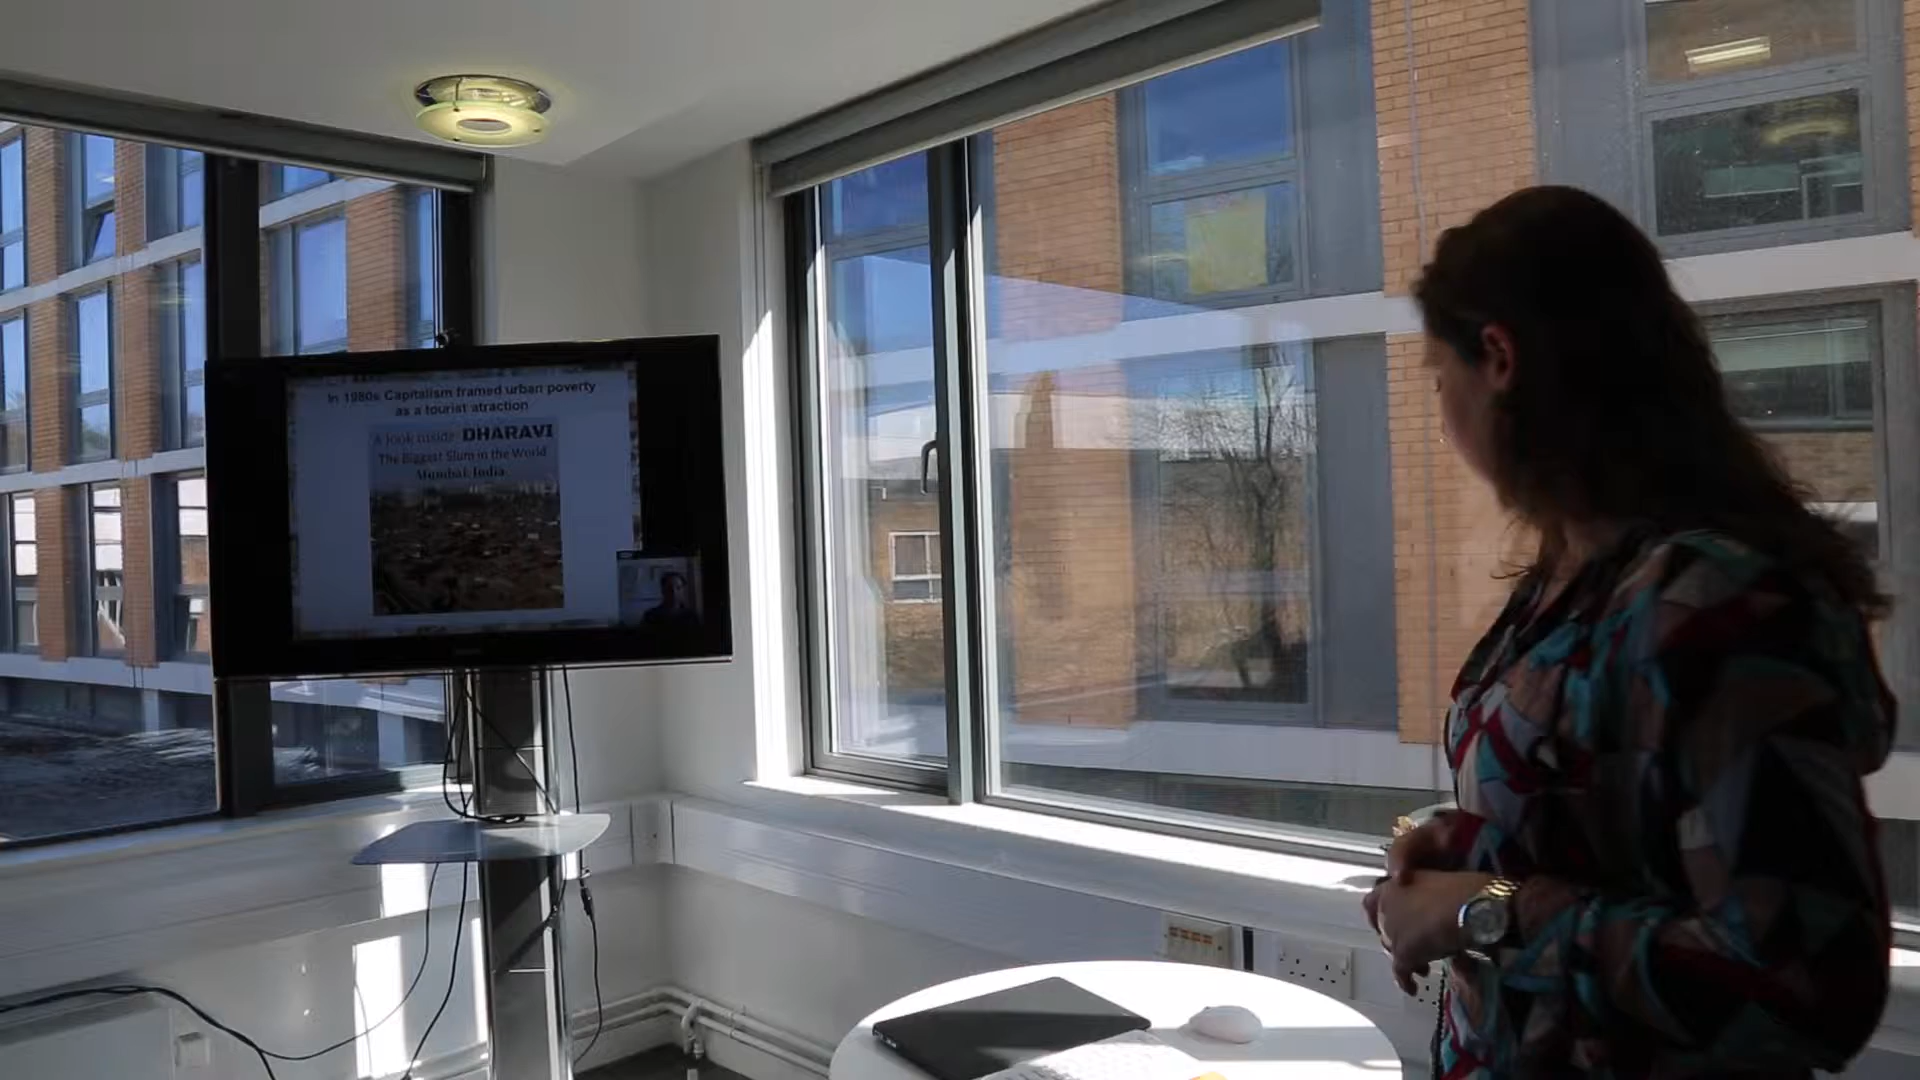 In 1980s Capitalism framed urban poverty
as a tourist atraction
A look inside DHARAVI
The Biggest Slum in the World
Mumbai, India